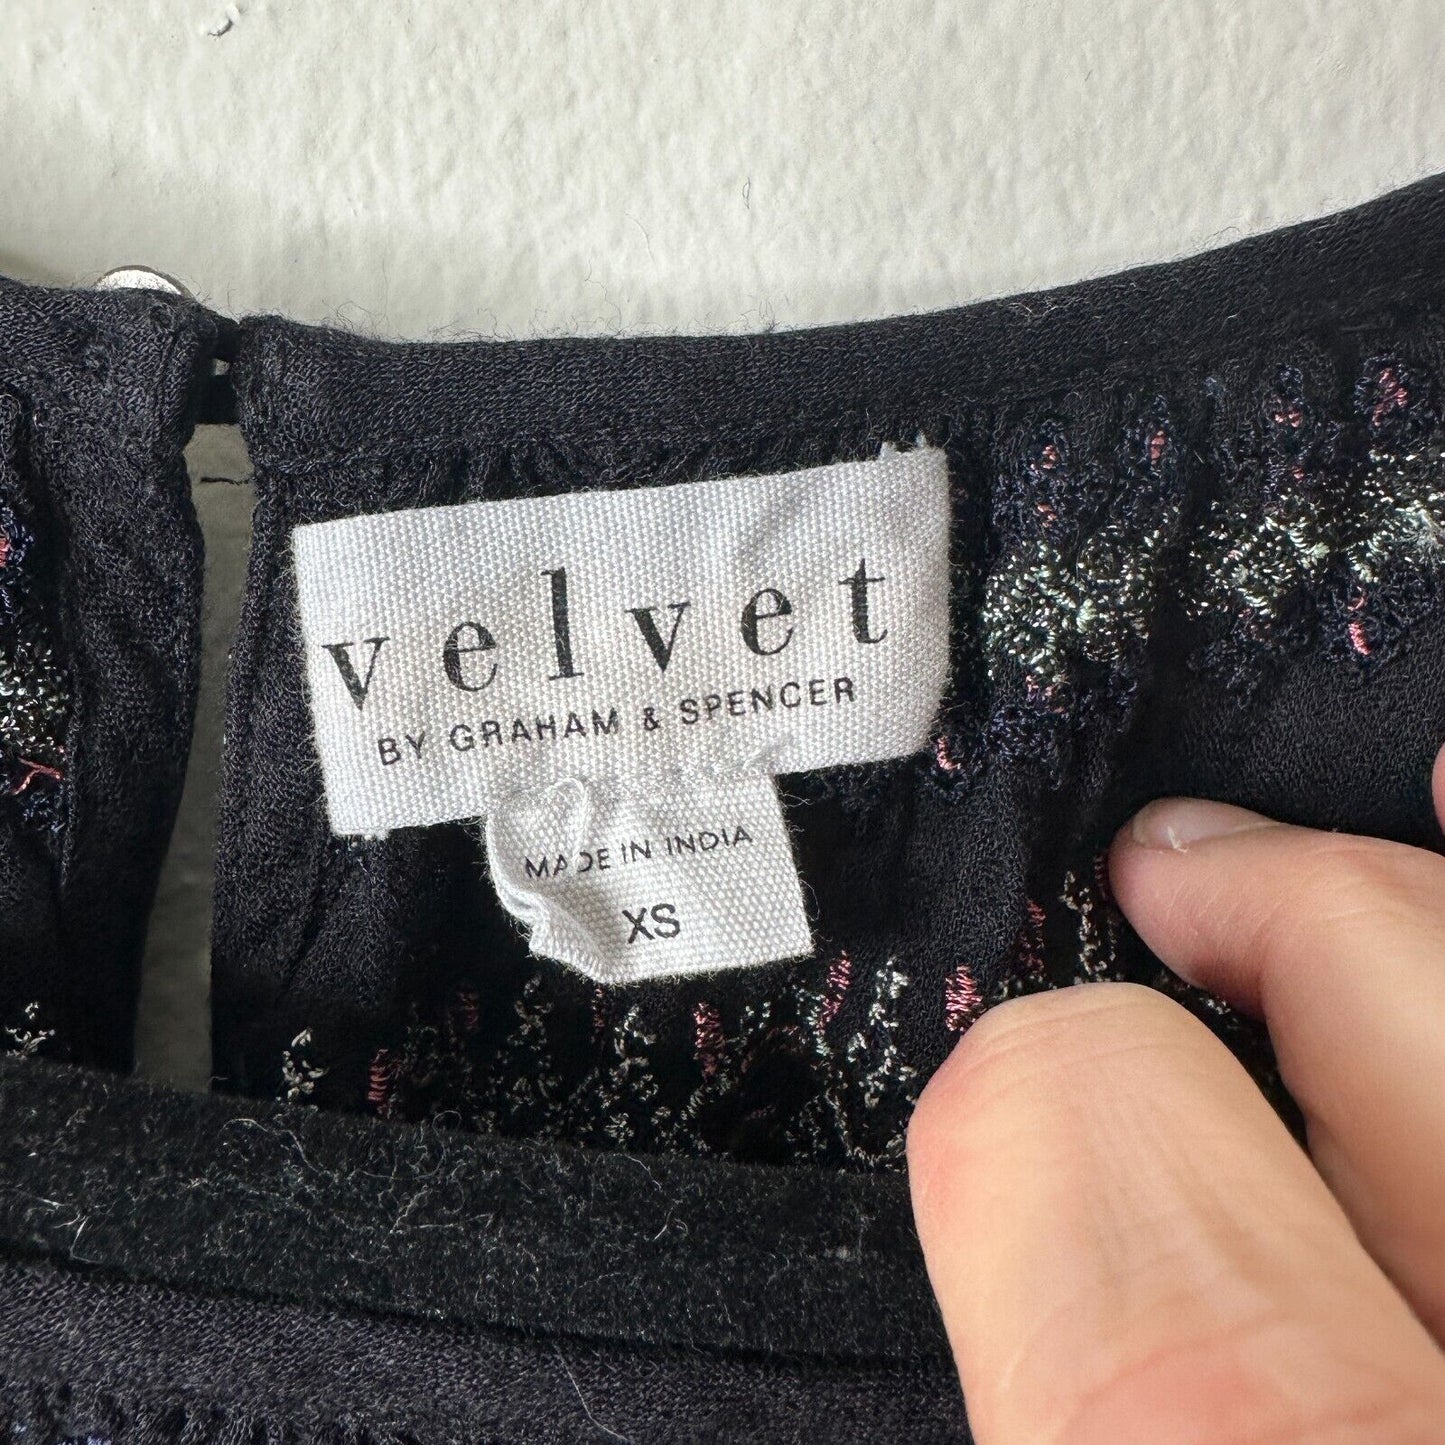 velvet
BY GRAHAM & SPENCER
MADE IN INDIA
XS